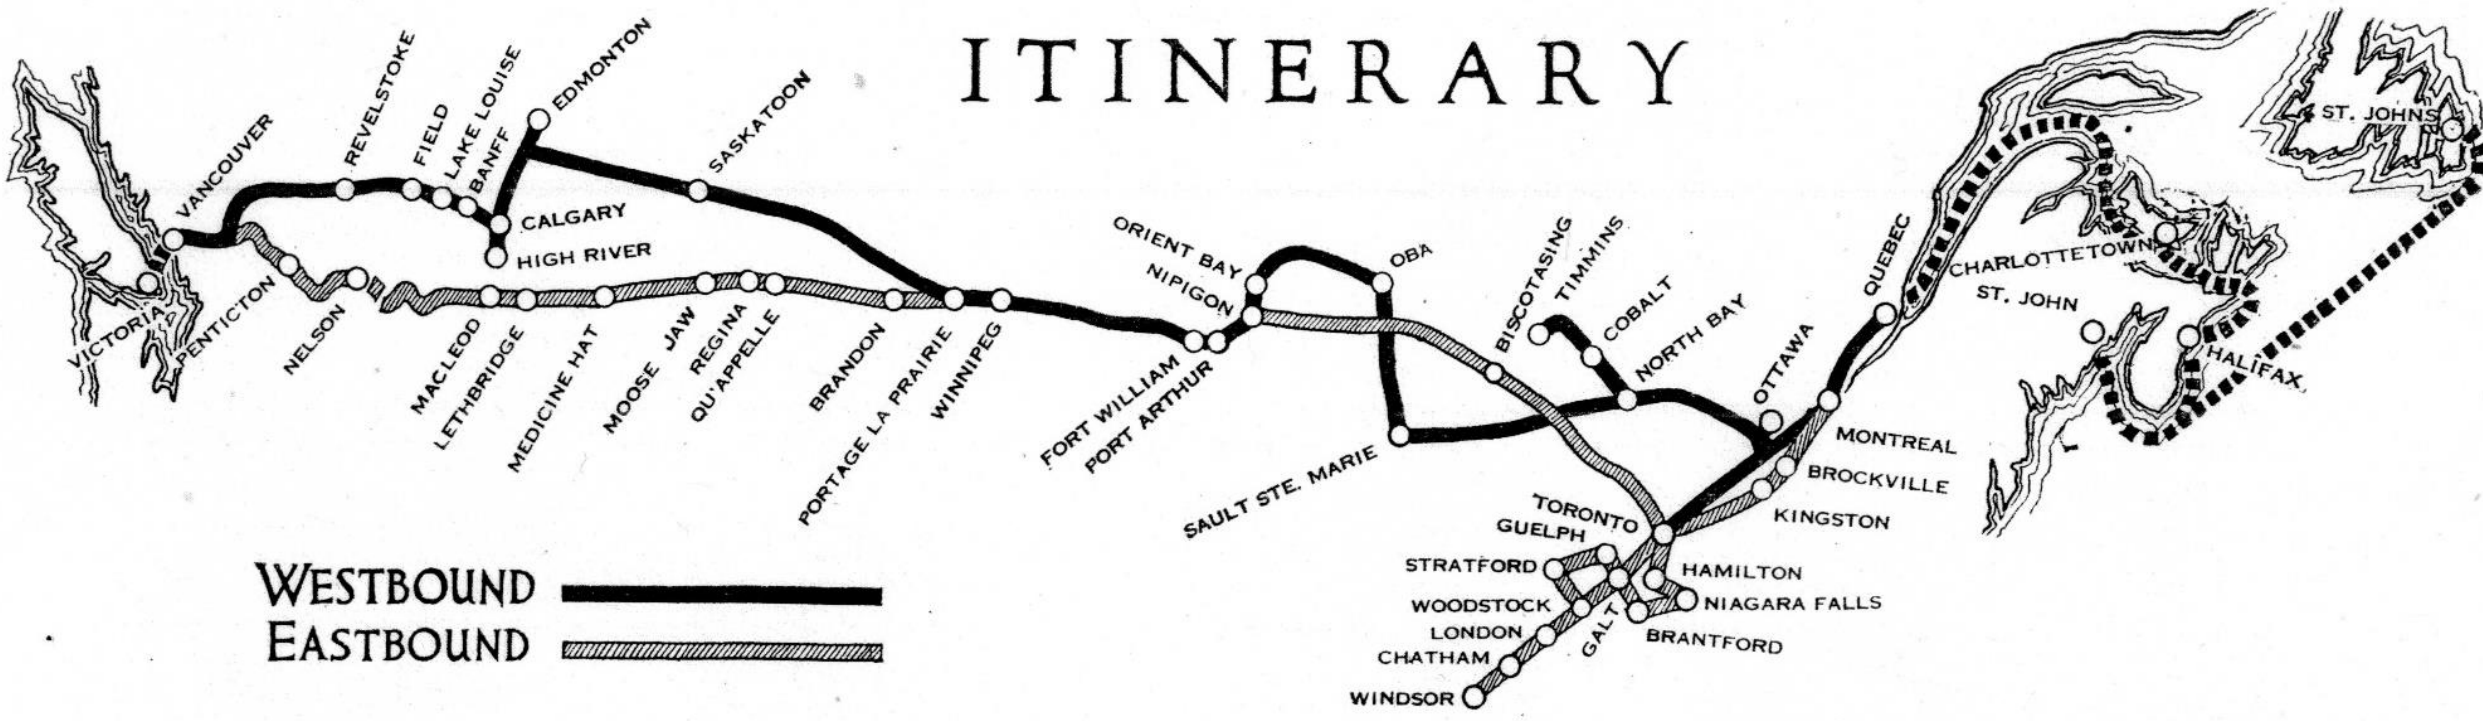 ITINERARY
VICTORIA
VANCOUVER
REVELSTOKE
FIELD
LAKE LOUISE
BANFF
EDMONTON
CALGARY
HIGH RIVER
SASKATOON
PENTICTON
NELSON
MACLEOD
LETHBRIDGE
MEDICINE HAT
MOOSE JAW
REGINA
QU'APPELLE
BRANDON
PORTAGE LA PRAIRIE
WINNIPEG
FORT WILLIAM
PORT ARTHUR
ORIENT BAY
NIPIGON
OBA
SAULT STE. MARIE
BISCOTASING
TIMMINS
COBALT
NORTH BAY
OTTAWA
QUEBEC
MONTREAL
BROCKVILLE
KINGSTON
TORONTO
GUELPH
STRATFORD
WOODSTOCK
LONDON
CHATHAM
WINDSOR
GALT
HAMILTON
NIAGARA FALLS
BRANTFORD
ST. JOHNS
CHARLOTTETOWN
ST. JOHN
HALIFAX
WESTBOUND
EASTBOUND